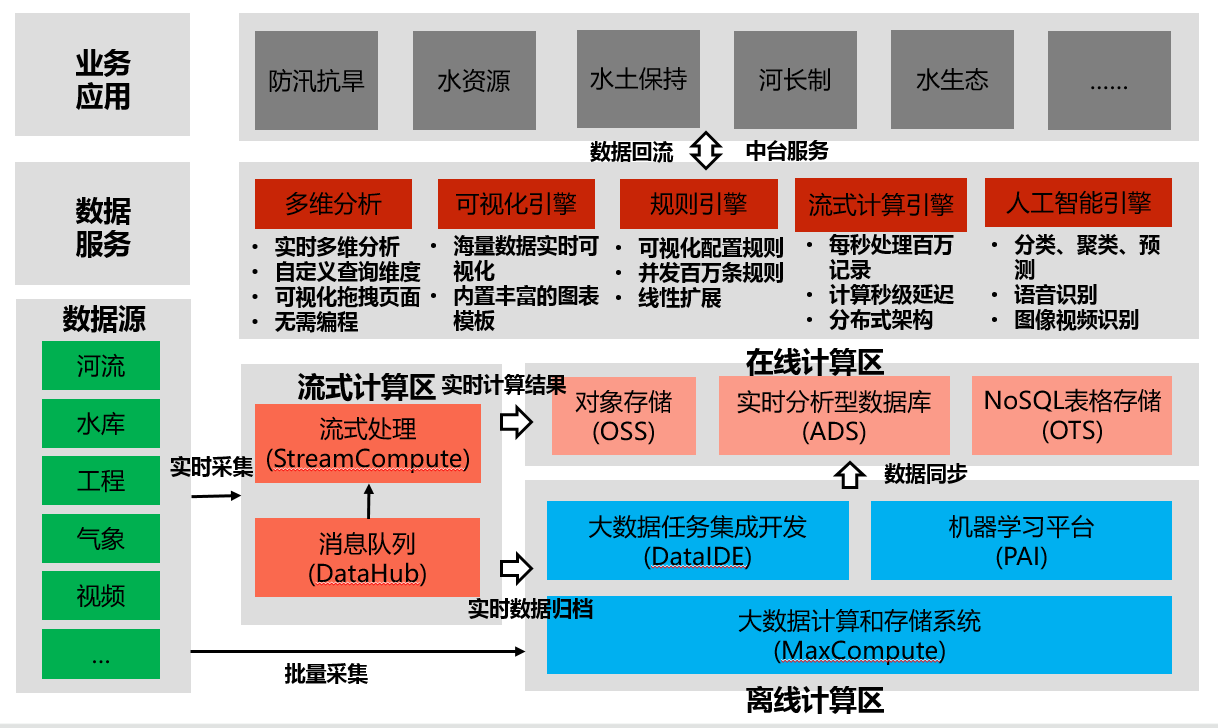 业务
应用
防汛抗旱
水资源
水土保持
河长制
水生态
......
数据回流
中台服务
数据
服务
多维分析
• 实时多维分析
• 自定义查询维度
• 可视化拖拽页面
• 无需编程
可视化引擎
• 海量数据实时可
视化
• 内置丰富的图表
模板
规则引擎
• 可视化配置规则
• 并发百万条规则
• 线性扩展
流式计算引擎
• 每秒处理百万
记录
• 计算秒级延迟
• 分布式架构
人工智能引擎
• 分类、聚类、预
测
• 语音识别
• 图像视频识别
数据源
河流
水库
工程
气象
视频
...
实时采集
批量采集
流式计算区
流式处理
(StreamCompute)
消息队列
(DataHub)
实时计算结果
实时数据归档
在线计算区
对象存储
(OSS)
实时分析型数据库
(ADS)
NoSQL表格存储
(OTS)
数据同步
大数据任务集成开发
(DataIDE)
机器学习平台
(PAI)
大数据计算和存储系统
(MaxCompute)
离线计算区